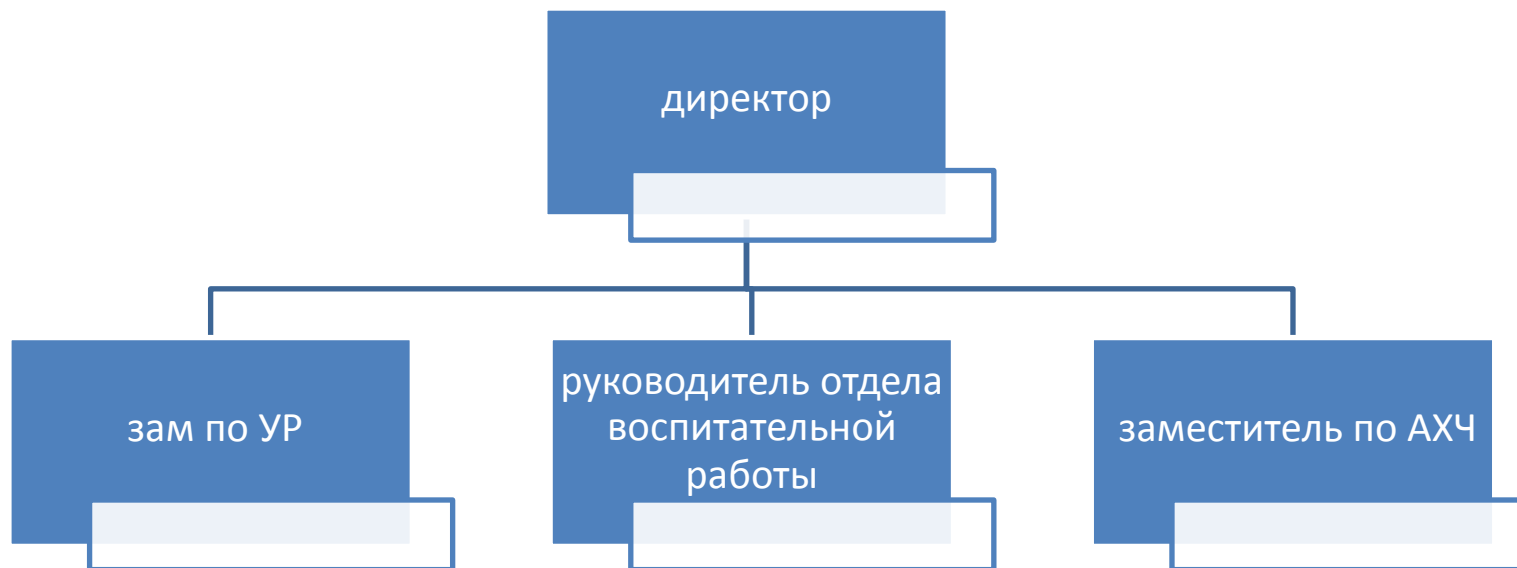 директор
зам по УР
руководитель отдела
воспитательной
работы
заместитель по АХЧ